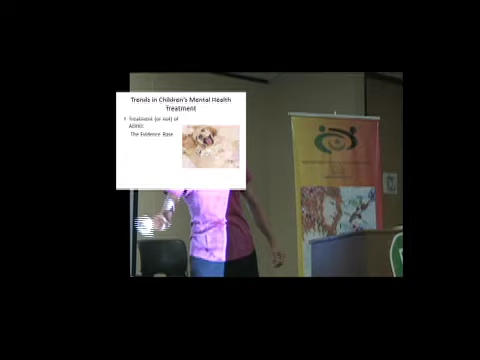 Trends in Children's Mental Health
Treatment
• Treatment (or not) of
ADHD:
The Evidence Base